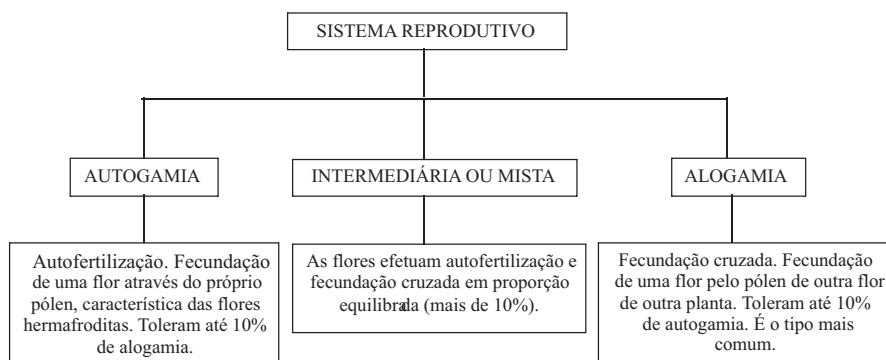 SISTEMA REPRODUTIVO
AUTOGAMIA
INTERMEDIÁRIA OU MISTA
ALOGAMIA
Autofertilização. Fecundação
de uma flor através do próprio
pólen, característica das flores
hermafroditas. Toleram até 10%
de alogamia.
As flores efetuam autofertilização e
fecundação cruzada em proporção
equilibrada (mais de 10%).
Fecundação cruzada. Fecundação
de uma flor pelo pólen de outra flor
de outra planta. Toleram até 10%
de autogamia. É o tipo mais
comum.